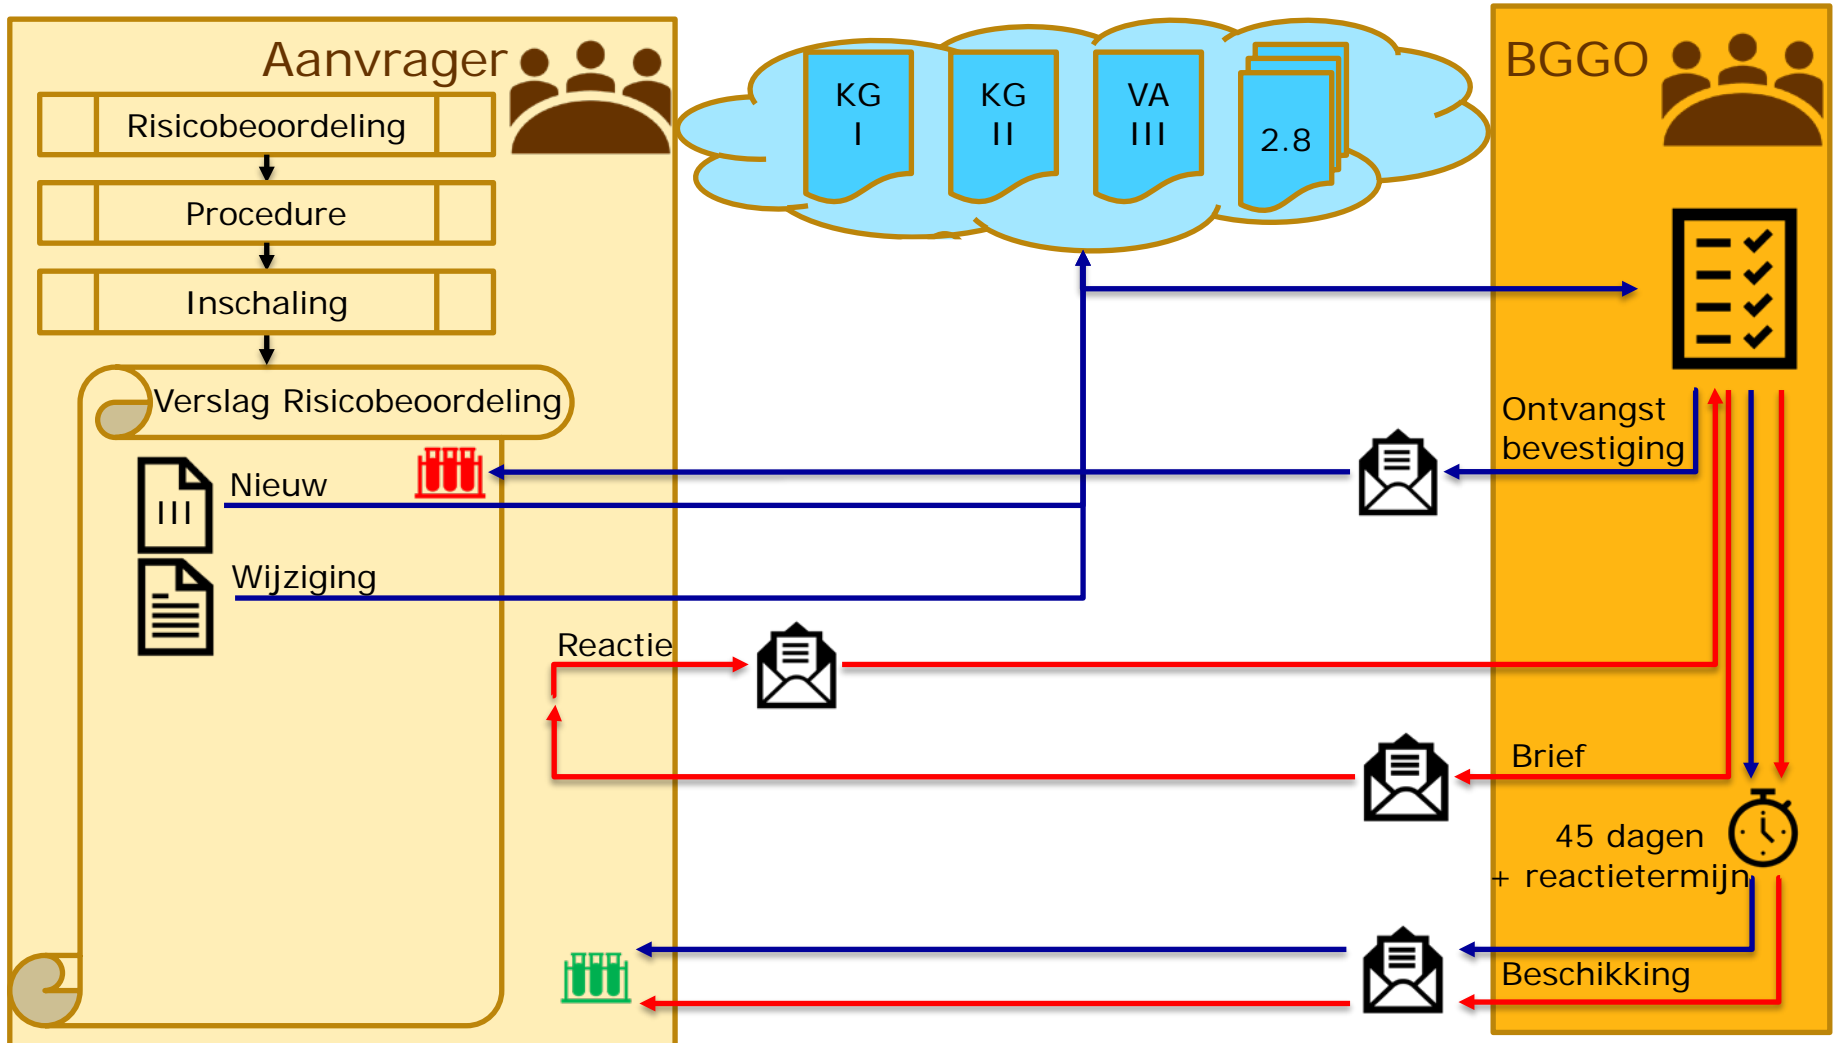 Aanvrager
Risicobeoordeling
Procedure
Inschaling
Verslag Risicobeoordeling
III
Nieuw
Wijziging
Reactie
KG
I
KG
II
VA
III
2.8
BGGO
Ontvangst
bevestiging
Brief
45 dagen
+ reactietermijn
Beschikking